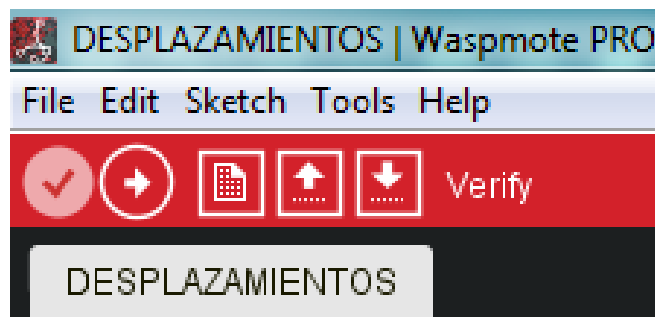 DESPLAZAMIENTOS | Waspmote PRO
File Edit Sketch Tools Help
Verify
DESPLAZAMIENTOS